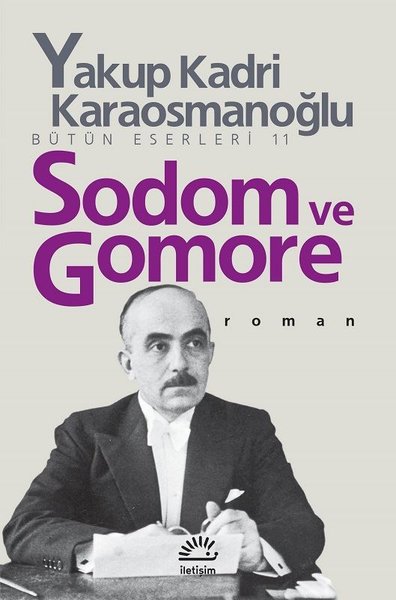 Yakup Kadri
Karaosmanoğlu
BÜTÜN ESERLERİ 11
Sodom ve
Gomore
roman
iletişim